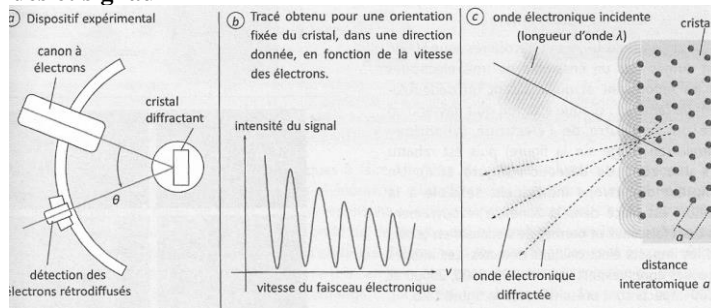 a Dispositif expérimental
canon à
électrons
cristal
diffractant
θ
détection des
électrons rétrodiffusés
b Tracé obtenu pour une orientation
fixée du cristal, dans une direction
donnée, en fonction de la vitesse
des électrons.
intensité du signal
v
vitesse du faisceau électronique
c onde électronique incidente
(longueur d'onde λ)
crista
a
onde électronique
diffractée
distance
interatomique a